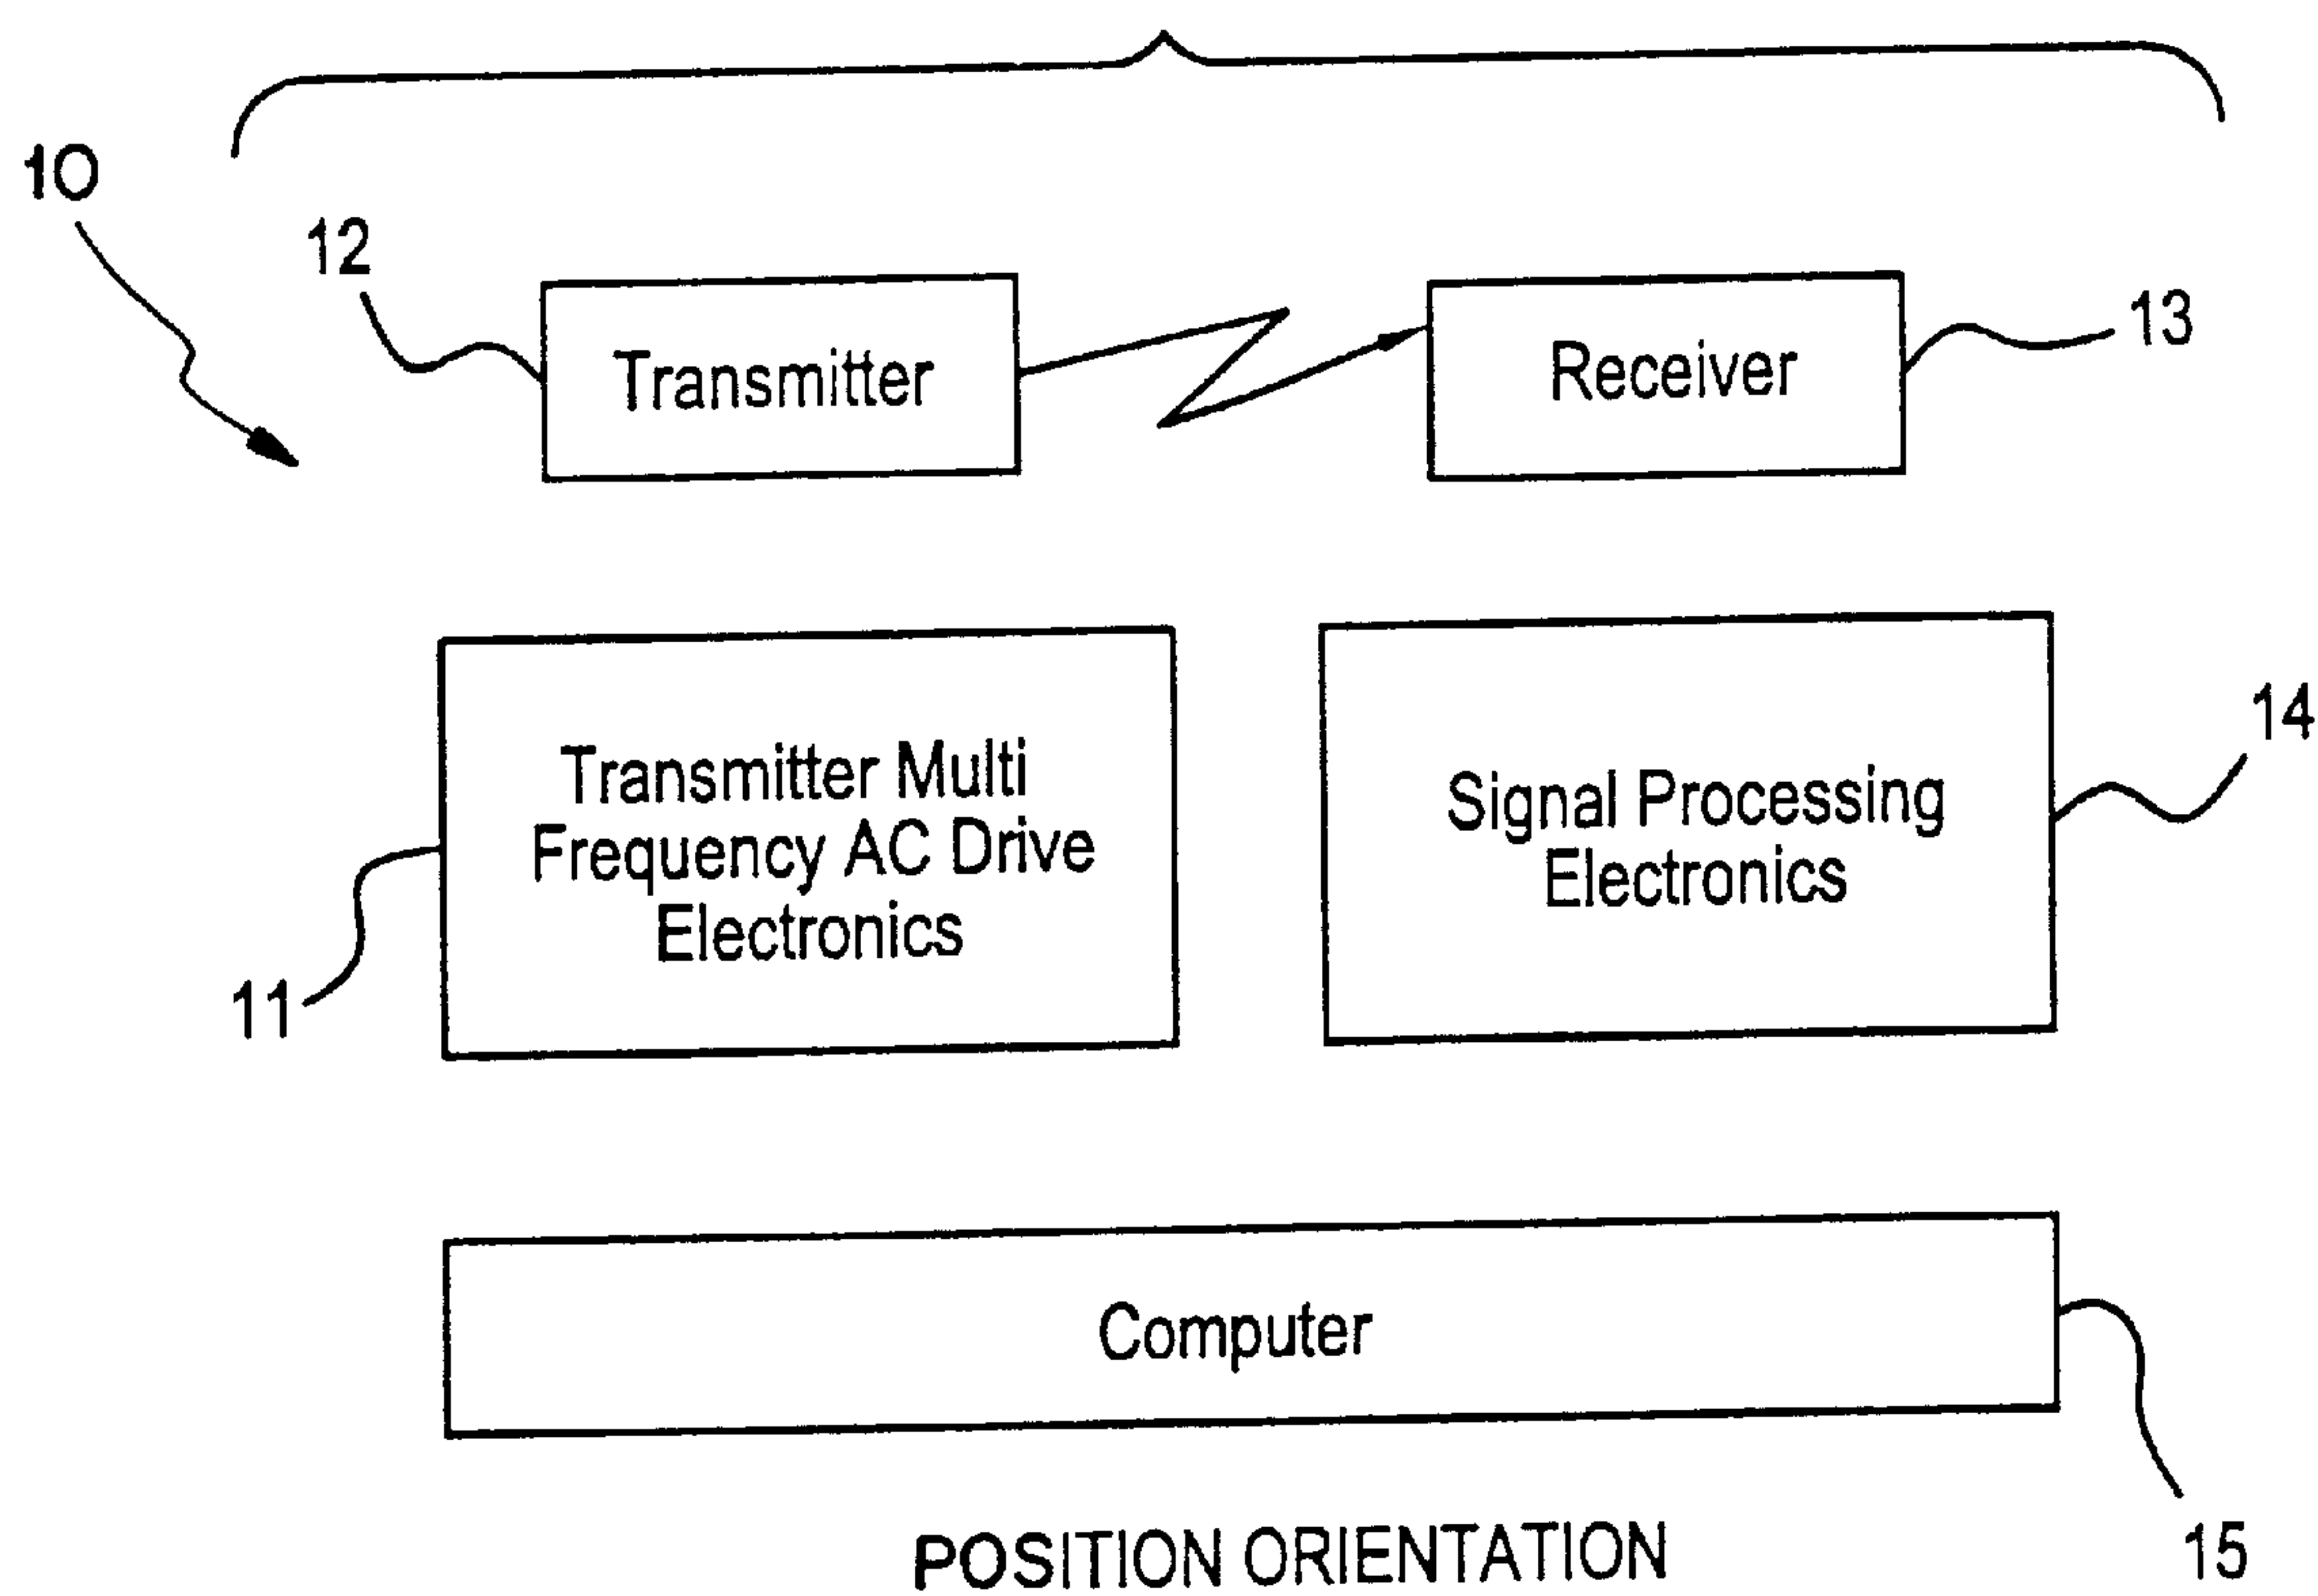 10
12
Transmitter
Receiver
13
Transmitter Multi
Frequency AC Drive
Electronics
11
Signal Processing
Electronics
14
Computer
15
POSITION ORIENTATION